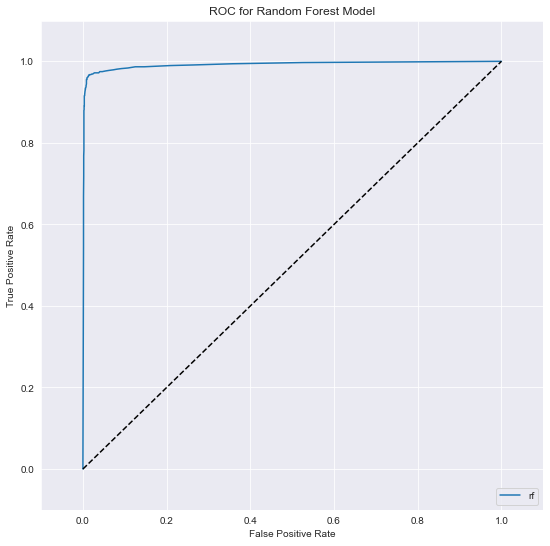 ROC for Random Forest Model
True Positive Rate
1.0
0.8
0.6
0.4
0.2
0.0
0.0 0.2 0.4 0.6 0.8 1.0
False Positive Rate
rf